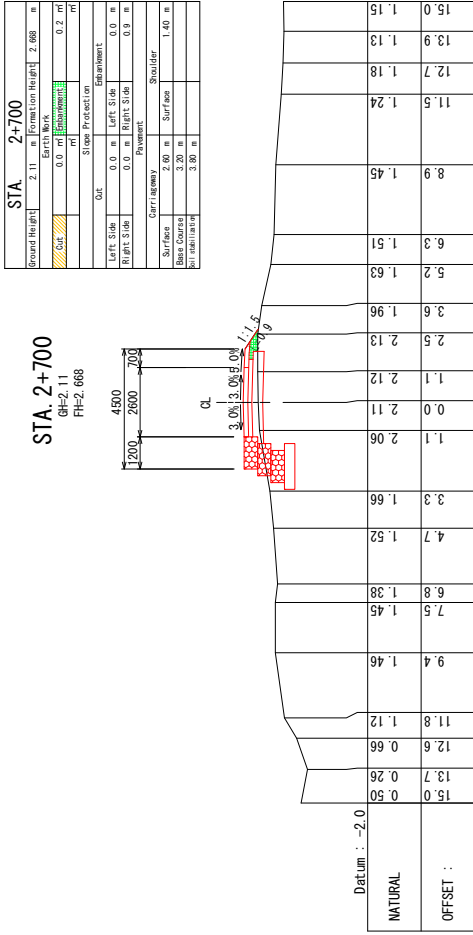 STA. 2+700
Ground Height 2.11 m Formation Height 2.668 m
Earth Work
Cut 0.0 ㎡ Embankment 0.2 ㎡
㎡ ㎡
Slope Protection
Cut Embankment
Left Side 0.0 m Left Side 0.0 m
Right Side 0.0 m Right Side 0.9 m
Pavement
Carriageway Shoulder
Surface 2.60 m Surface 1.40 m
Base Course 3.20 m
Soil stabilization 3.80 m
STA. 2+700
GH=2.11
FH=2.668
4500
1200 2600 700
CL
3.0% 3.0% 5.0%
1:1.5
0.9
Datum : -2.0
NATURAL 0.50 0.26 0.66 1.12 1.46 1.45 1.38 1.52 1.66 2.06 2.11 2.12 2.13 1.96 1.63 1.51 1.45 1.24 1.18 1.13 1.15
OFFSET : 15.0 13.7 12.6 11.8 9.4 7.5 6.8 4.7 3.3 1.1 0.0 1.1 2.5 3.6 5.2 6.3 8.9 11.5 12.7 13.9 15.0